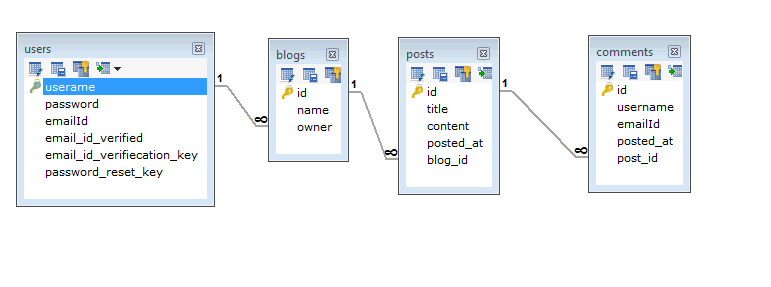 users
userame
password
emailId
email_id_verified
email_id_verifiecation_key
password_reset_key
1
∞
blogs
id
name
owner
1
∞
posts
id
title
content
posted_at
blog_id
1
∞
comments
id
username
emailId
posted_at
post_id